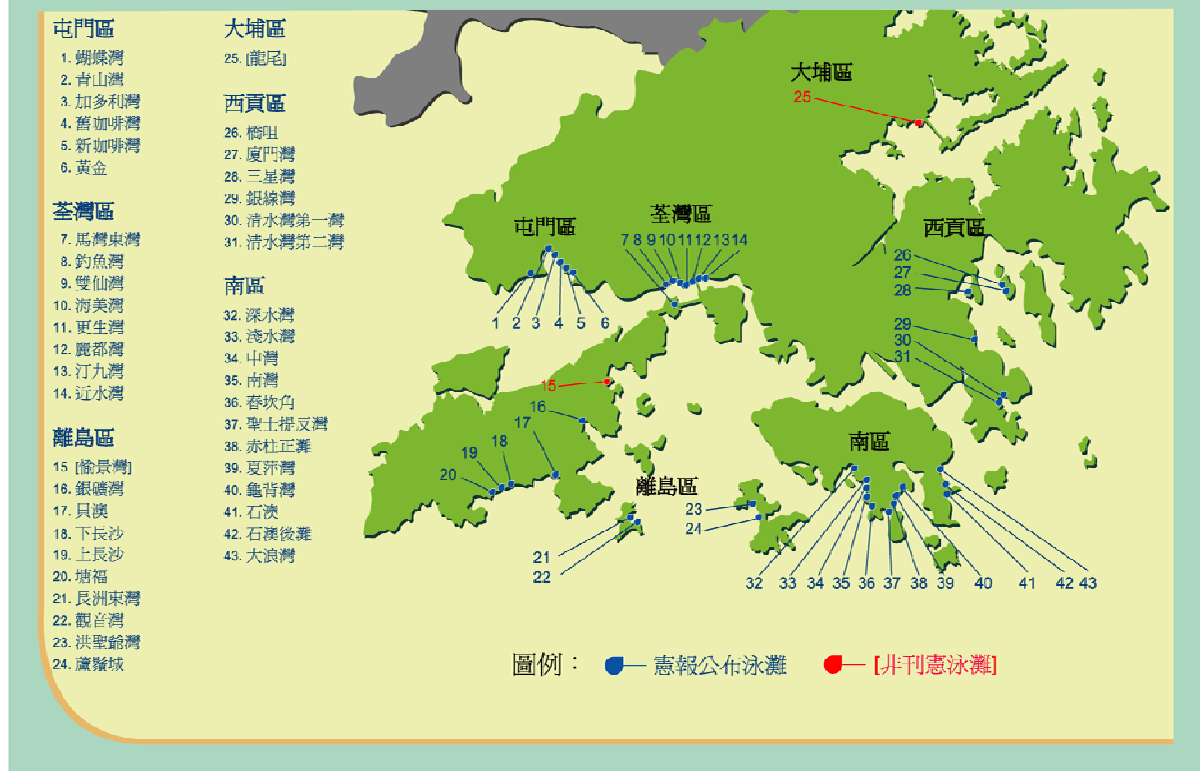 屯門區
1. 蝴蝶灣
2. 青山灣
3. 加多利灣
4. 舊咖啡灣
5. 新咖啡灣
6. 黃金
荃灣區
7. 馬灣東灣
8. 釣魚灣
9. 雙仙灣
10. 海美灣
11. 更生灣
12. 麗都灣
13. 汀九灣
14. 近水灣
離島區
15 [愉景灣]
16. 銀礦灣
17. 貝澳
18. 下長沙
19. 上長沙
20. 塘福
21. 長洲東灣
22. 觀音灣
23. 洪聖爺灣
24. 蘆鬚城
大埔區
25. [龍尾]
西貢區
26. 橋咀
27. 廈門灣
28. 三星灣
29. 銀線灣
30. 清水灣第一灣
31. 清水灣第二灣
南區
32. 深水灣
33. 淺水灣
34. 中灣
35. 南灣
36. 舂坎角
37. 聖士提反灣
38. 赤柱正灘
39. 夏萍灣
40. 龜背灣
41. 石澳
42. 石澳後灘
43. 大浪灣
大埔區
25
荃灣區
7 8 9 10 11 12 13 14
屯門區
1 2 3 4 5 6
西貢區
26
27
28
29
30
31
15
16
17
18
19
20
南區
離島區
23
24
21
22
32 33 34 35 36 37 38 39 40 41 42 43
圖例： 憲報公布泳灘 [非刊憲泳灘]